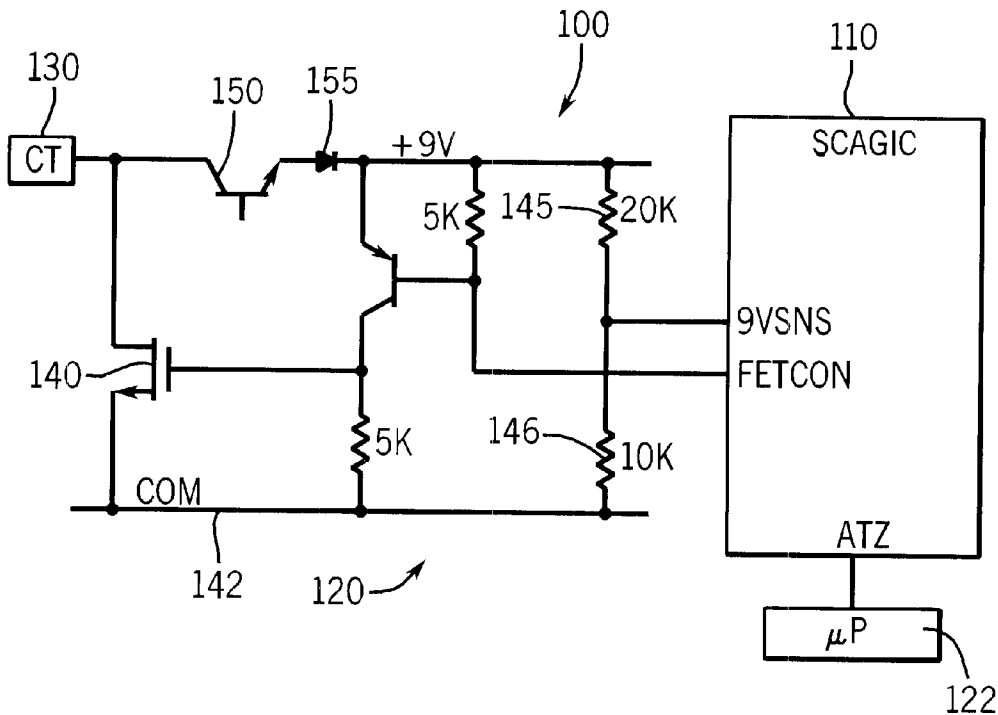 100
110
130
150
155
CT
+9V
SCAGIC
5K
145
20K
9VSNS
140
FETCON
5K
146
10K
COM
ATZ
142
120
μP
122